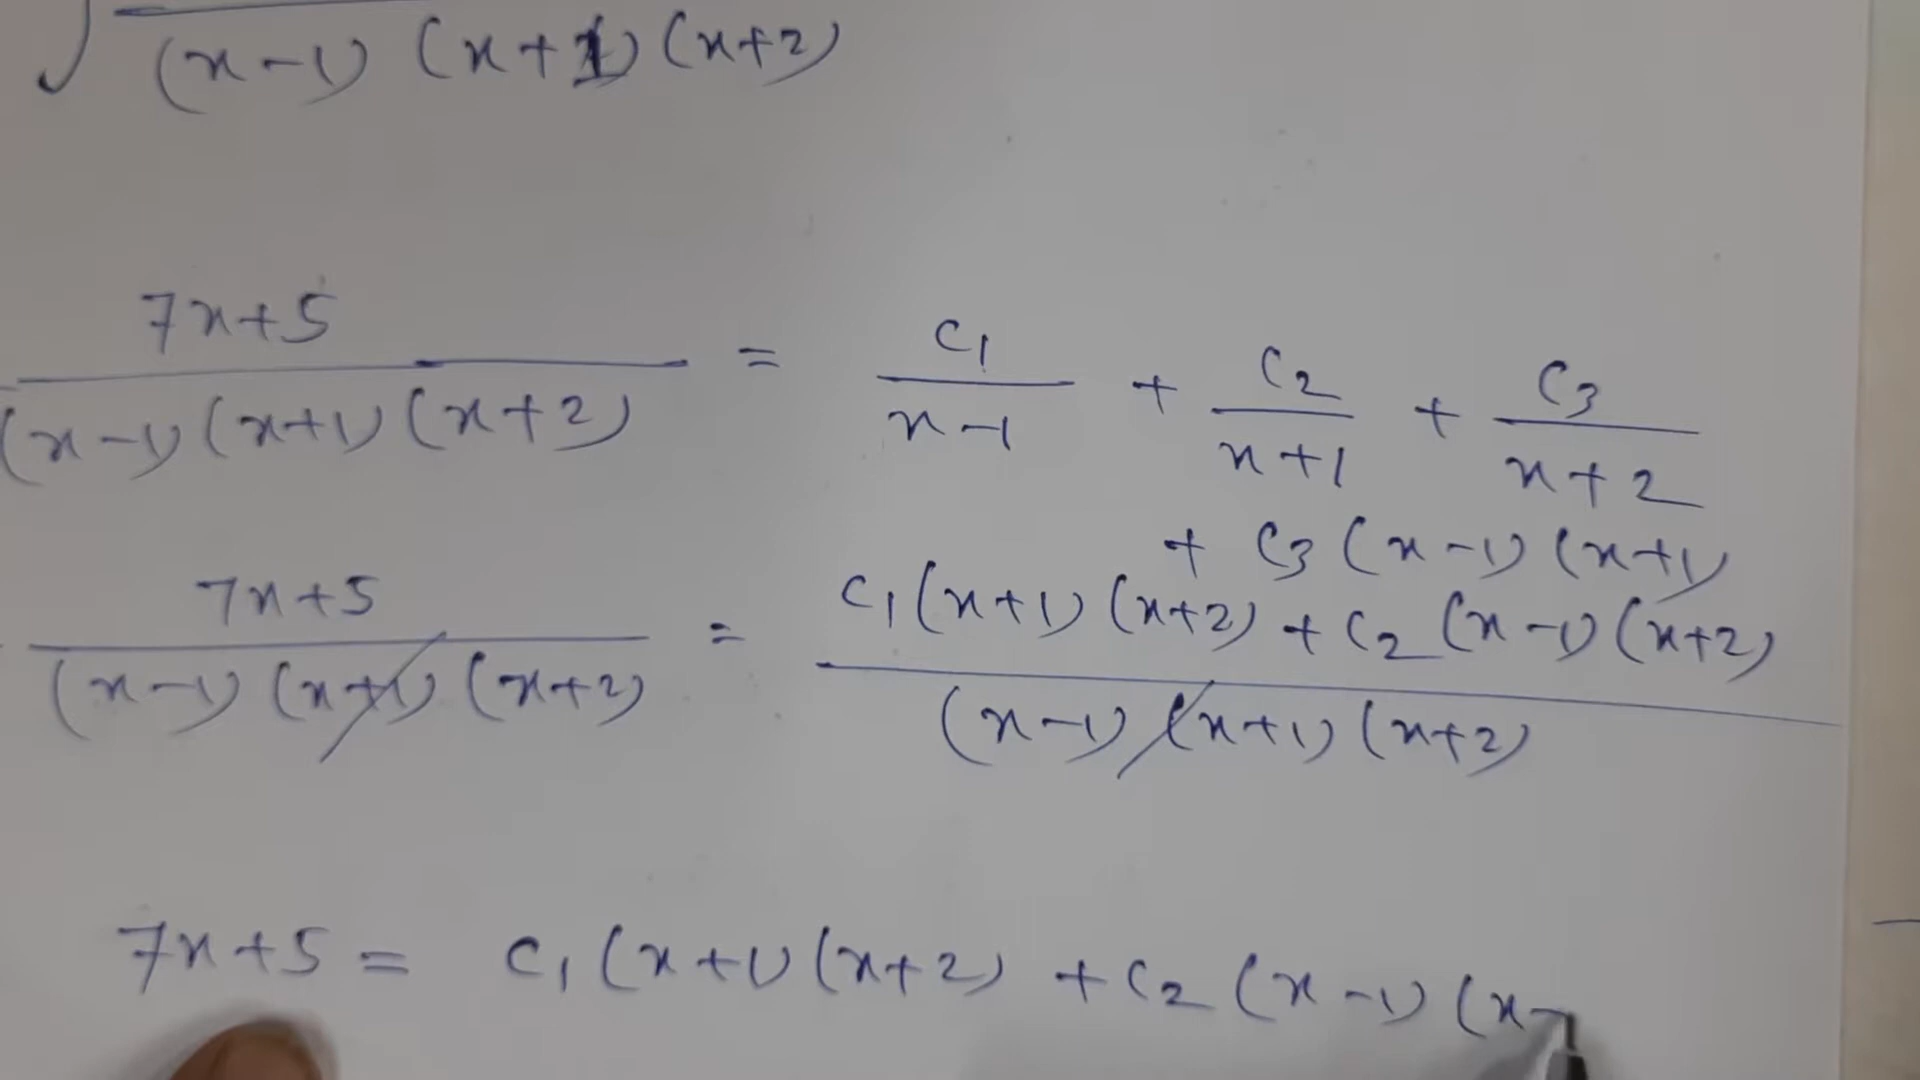 ∫ (x-1) (x+1) (x+2)
7x+5 / (x-1)(x+1)(x+2) = C1 / x-1 + C2 / x+1 + C3 / x+2
+ C3 (x-1) (x+1)
7x+5 / (x-1) (x+1) (x+2) = C1(x+1) (x+2) + C2 (x-1) (x+2) / (x-1) (x+1) (x+2)
7x+5 = C1 (x+1) (x+2) + C2 (x-1) (x